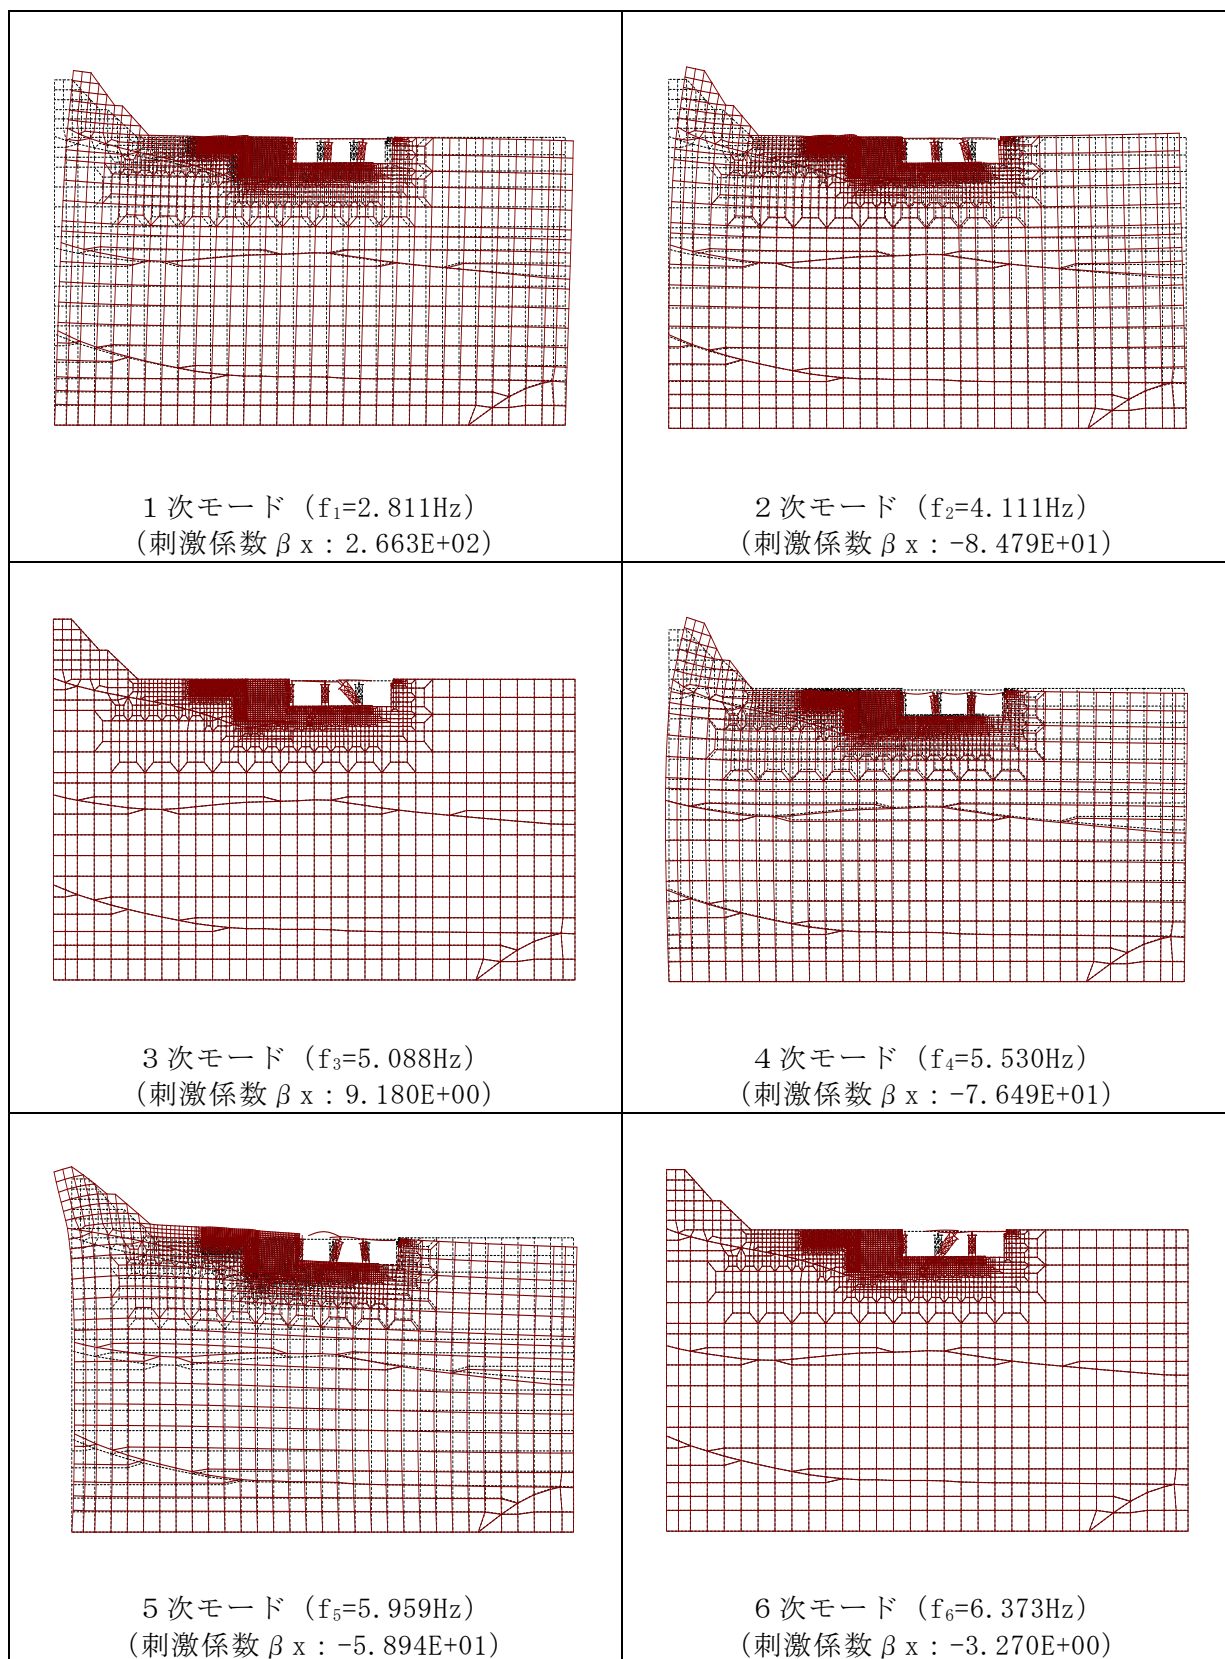 1次モード (f₁=2.811Hz)
(刺激係数βx:2.663E+02)
2次モード (f₂=4.111Hz)
(刺激係数βx:-8.479E+01)
3次モード (f₃=5.088Hz)
(刺激係数βx:9.180E+00)
4次モード (f₄=5.530Hz)
(刺激係数βx:-7.649E+01)
5次モード (f₅=5.959Hz)
(刺激係数βx:-5.894E+01)
6次モード (f₆=6.373Hz)
(刺激係数βx:-3.270E+00)